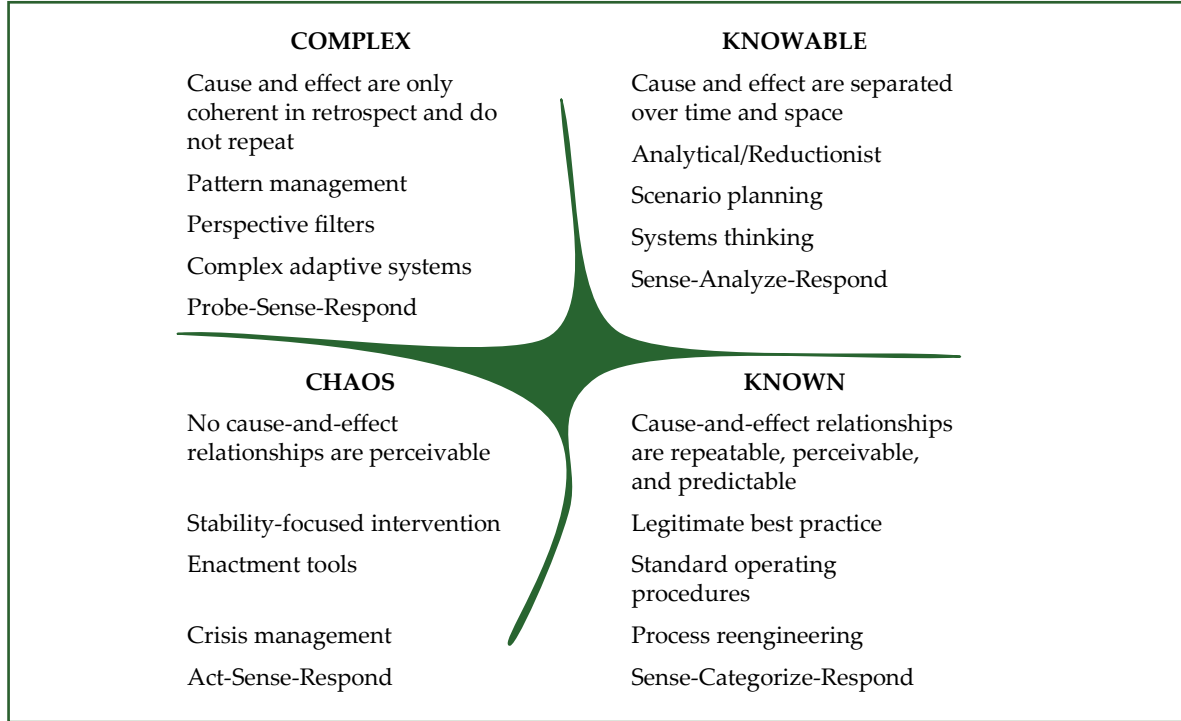 COMPLEX
Cause and effect are only
coherent in retrospect and do
not repeat
Pattern management
Perspective filters
Complex adaptive systems
Probe-Sense-Respond
KNOWABLE
Cause and effect are separated
over time and space
Analytical/Reductionist
Scenario planning
Systems thinking
Sense-Analyze-Respond
CHAOS
No cause-and-effect
relationships are perceivable
Stability-focused intervention
Enactment tools
Crisis management
Act-Sense-Respond
KNOWN
Cause-and-effect relationships
are repeatable, perceivable,
and predictable
Legitimate best practice
Standard operating
procedures
Process reengineering
Sense-Categorize-Respond